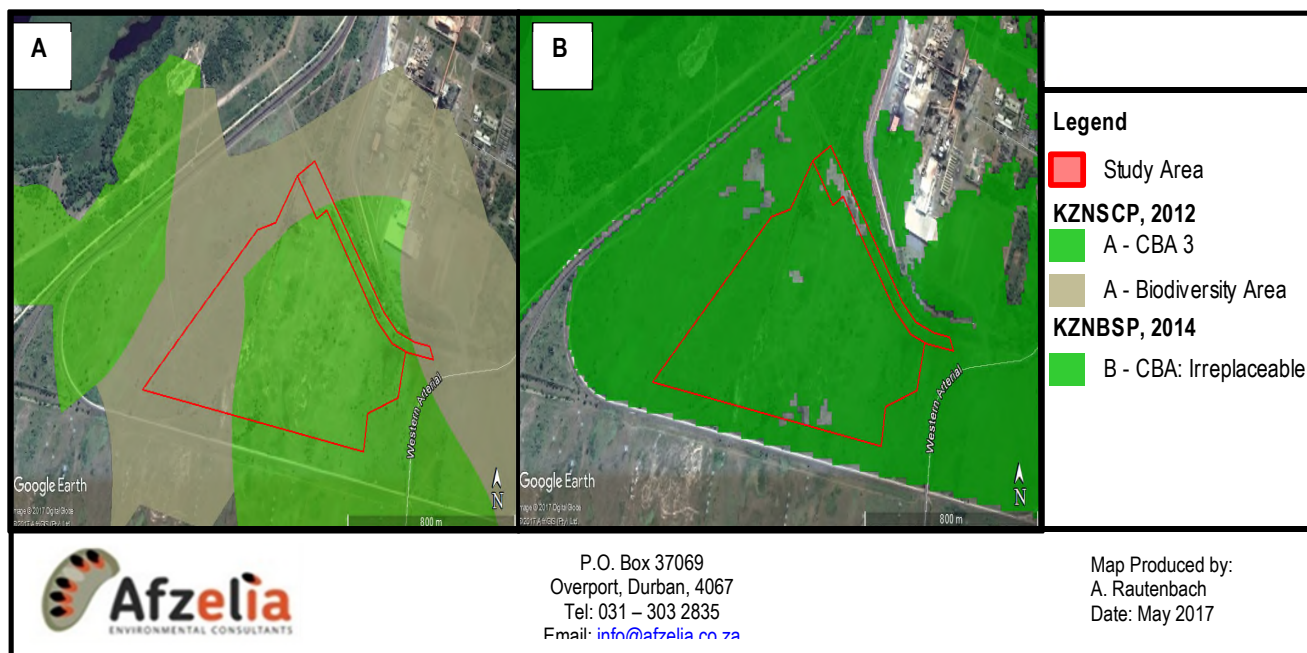 A
B
Western Arterial
Western Arterial
Google Earth
N
800 m
Google Earth
N
800 m
Legend
Study Area
KZNSCP, 2012
A - CBA 3
A - Biodiversity Area
KZNBSP, 2014
B - CBA: Irreplaceable
Afzelia
ENVIRONMENTAL CONSULTANTS
P.O. Box 37069
Overport, Durban, 4067
Tel: 031 – 303 2835
Email: info@afzelia.co.za
Map Produced by:
A. Rautenbach
Date: May 2017